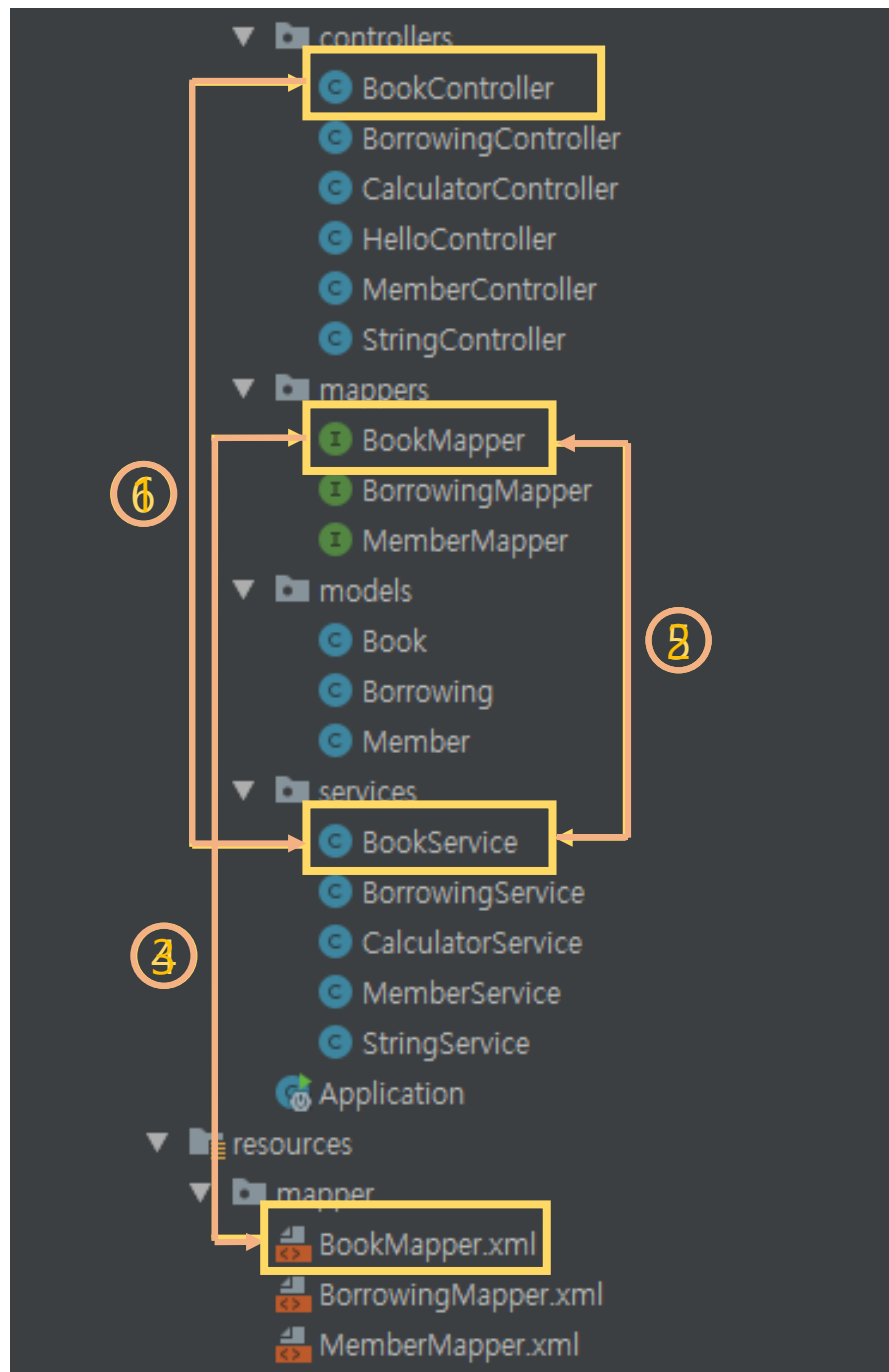 controllers
BookController
BorrowingController
CalculatorController
HelloController
MemberController
StringController
mappers
BookMapper
BorrowingMapper
MemberMapper
models
Book
Borrowing
Member
services
BookService
BorrowingService
CalculatorService
MemberService
StringService
Application
resources
mapper
BookMapper.xml
BorrowingMapper.xml
MemberMapper.xml